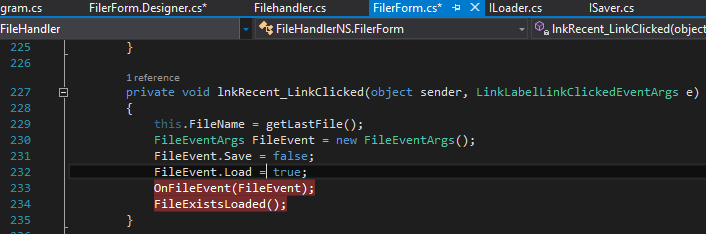 gram.cs FilerForm.Designer.cs* Filehandler.cs FilerForm.cs* ILoader.cs ISaver.cs
FileHandler FileHandlerNS.FilerForm lnkRecent_LinkClicked(object
225 }
226
1 reference
227 private void lnkRecent_LinkClicked(object sender, LinkLabelLinkClickedEventArgs e)
228 {
229 this.FileName = getLastFile();
230 FileEventArgs FileEvent = new FileEventArgs();
231 FileEvent.Save = false;
232 FileEvent.Load = true;
233 OnFileEvent(FileEvent);
234 FileExistsLoaded();
235 }